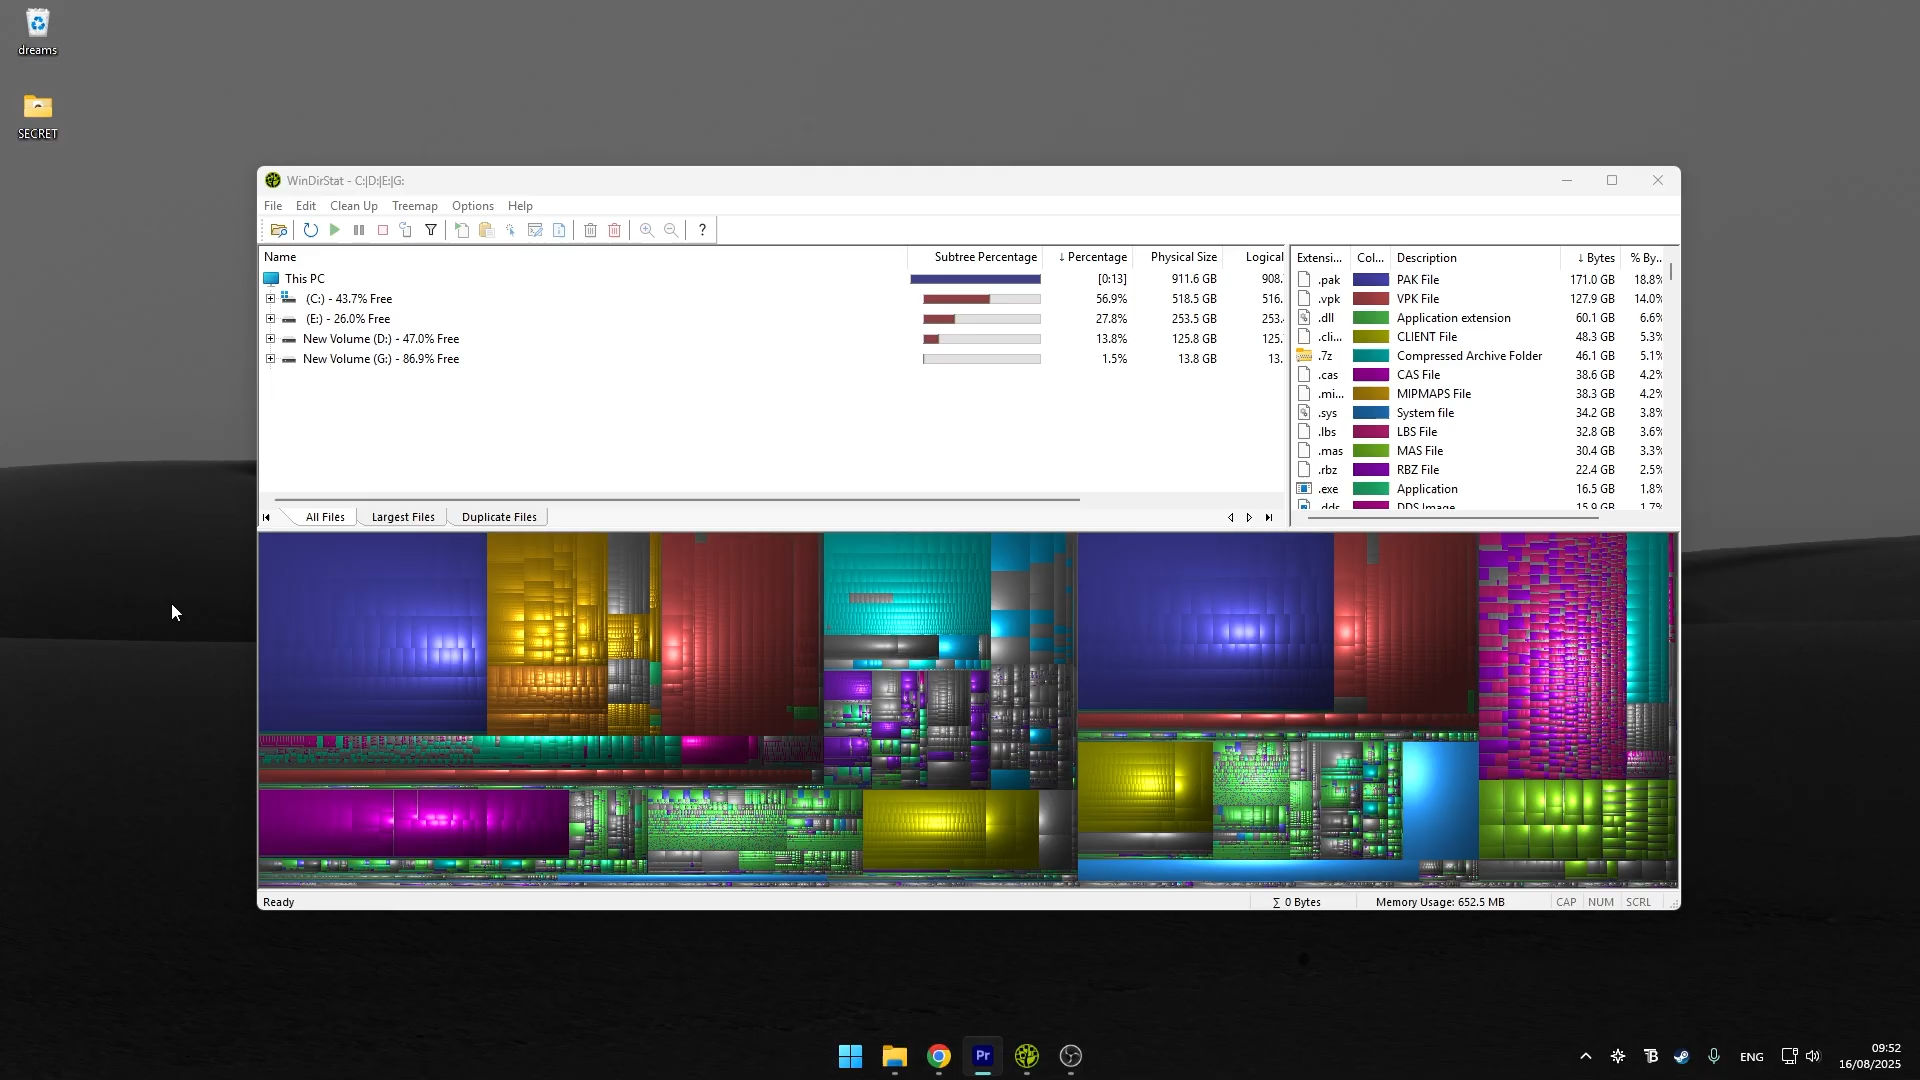 dreams
SECRET
WinDirStat - C:|D:|E:|G:
File Edit Clean Up Treemap Options Help
?
Name Subtree Percentage ↓ Percentage Physical Size Logical
This PC [0:13] 911.6 GB 908.
(C:) - 43.7% Free 56.9% 518.5 GB 516.
(E:) - 26.0% Free 27.8% 253.5 GB 253.
New Volume (D:) - 47.0% Free 13.8% 125.8 GB 125.
New Volume (G:) - 86.9% Free 1.5% 13.8 GB 13.
All Files Largest Files Duplicate Files
Extensi... Col... Description ↓ Bytes % By...
.pak PAK File 171.0 GB 18.8%
.vpk VPK File 127.9 GB 14.0%
.dll Application extension 60.1 GB 6.6%
.cli... CLIENT File 48.3 GB 5.3%
.7z Compressed Archive Folder 46.1 GB 5.1%
.cas CAS File 38.6 GB 4.2%
.mi... MIPMAPS File 38.3 GB 4.2%
.sys System file 34.2 GB 3.8%
.lbs LBS File 32.8 GB 3.6%
.mas MAS File 30.4 GB 3.3%
.rbz RBZ File 22.4 GB 2.5%
.exe Application 16.5 GB 1.8%
.dds DDS Image 15.9 GB 1.7%
Ready ∑ 0 Bytes Memory Usage: 652.5 MB CAP NUM SCRL
Pr
ENG
09:52
16/08/2025